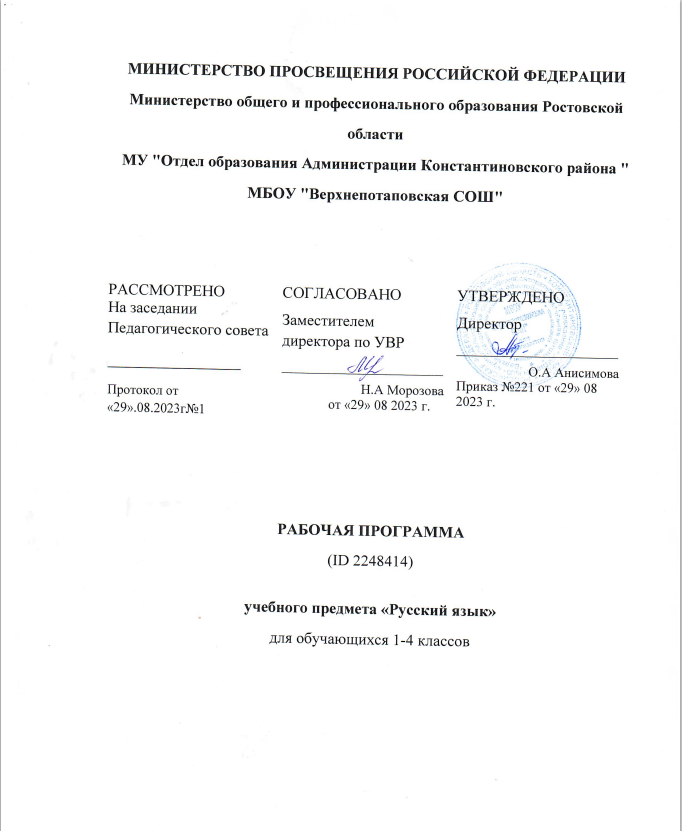 МИНИСТЕРСТВО ПРОСВЕЩЕНИЯ РОССИЙСКОЙ ФЕДЕРАЦИИ
Министерство общего и профессионального образования Ростовской
области
МУ "Отдел образования Администрации Константиновского района "
МБОУ "Верхнепотаповская СОШ"
РАССМОТРЕНО
На заседании
Педагогического совета
Протокол от
«29».08.2023г№1
СОГЛАСОВАНО
Заместителем
директора по УВР
Н.А Морозова
от «29» 08 2023 г.
УТВЕРЖДЕНО
Директор
О.А Анисимова
Приказ №221 от «29» 08
2023 г.
РАБОЧАЯ ПРОГРАММА
(ID 2248414)
учебного предмета «Русский язык»
для обучающихся 1-4 классов